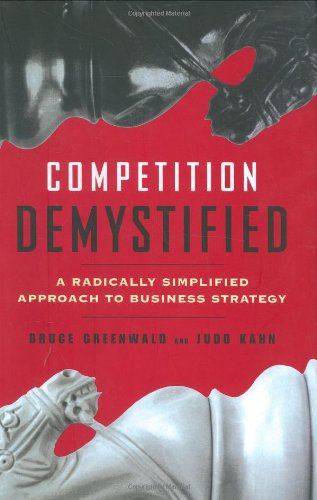 COMPETITION
DEMYSTIFIED
A RADICALLY SIMPLIFIED
APPROACH TO BUSINESS STRATEGY
BRUCE GREENWALD AND JUDD KAHN